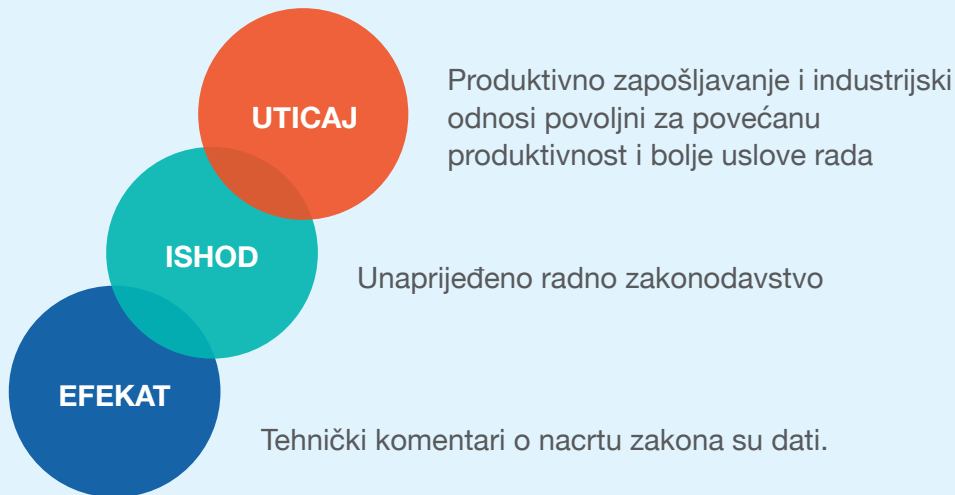 UTICAJ
Produktivno zapošljavanje i industrijski
odnosi povoljni za povećanu
produktivnost i bolje uslove rada
ISHOD
Unaprijeđeno radno zakonodavstvo
EFEKAT
Tehnički komentari o nacrtu zakona su dati.